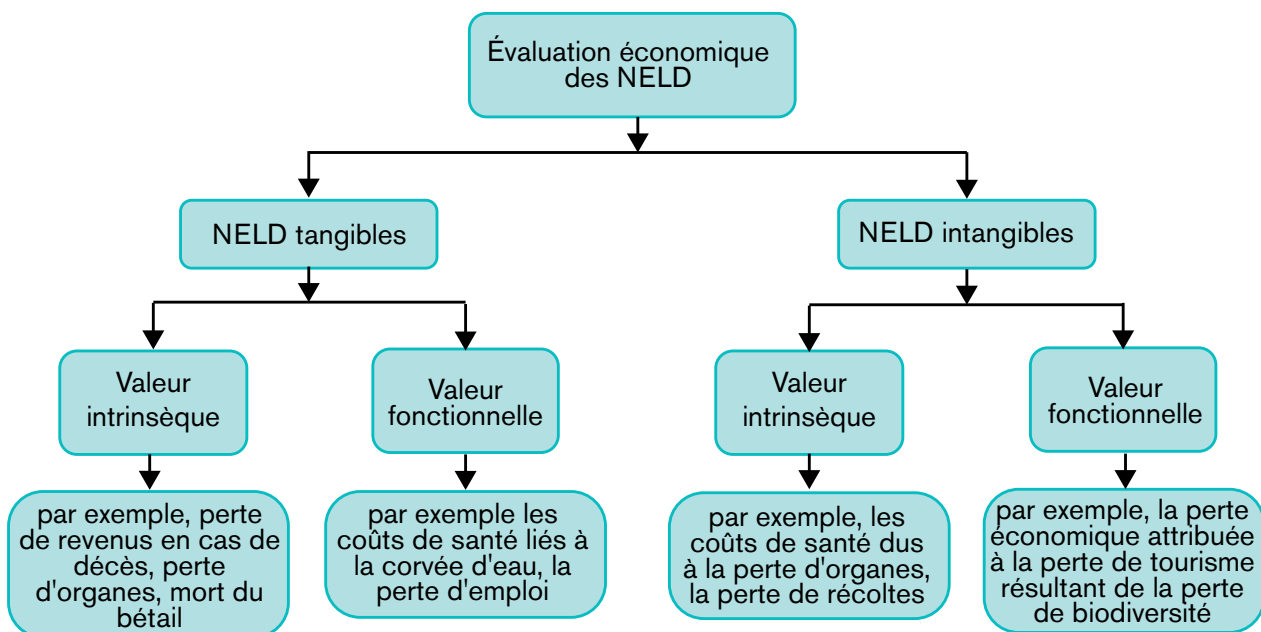 Évaluation économique
des NELD
NELD tangibles
NELD intangibles
Valeur
intrinsèque
Valeur
fonctionnelle
Valeur
intrinsèque
Valeur
fonctionnelle
par exemple, perte
de revenus en cas de
décès, perte
d'organes, mort du
bétail
par exemple les
coûts de santé liés à
la corvée d'eau, la
perte d'emploi
par exemple, les
coûts de santé dus
à la perte d'organes,
la perte de récoltes
par exemple, la perte
économique attribuée
à la perte de tourisme
résultant de la perte
de biodiversité